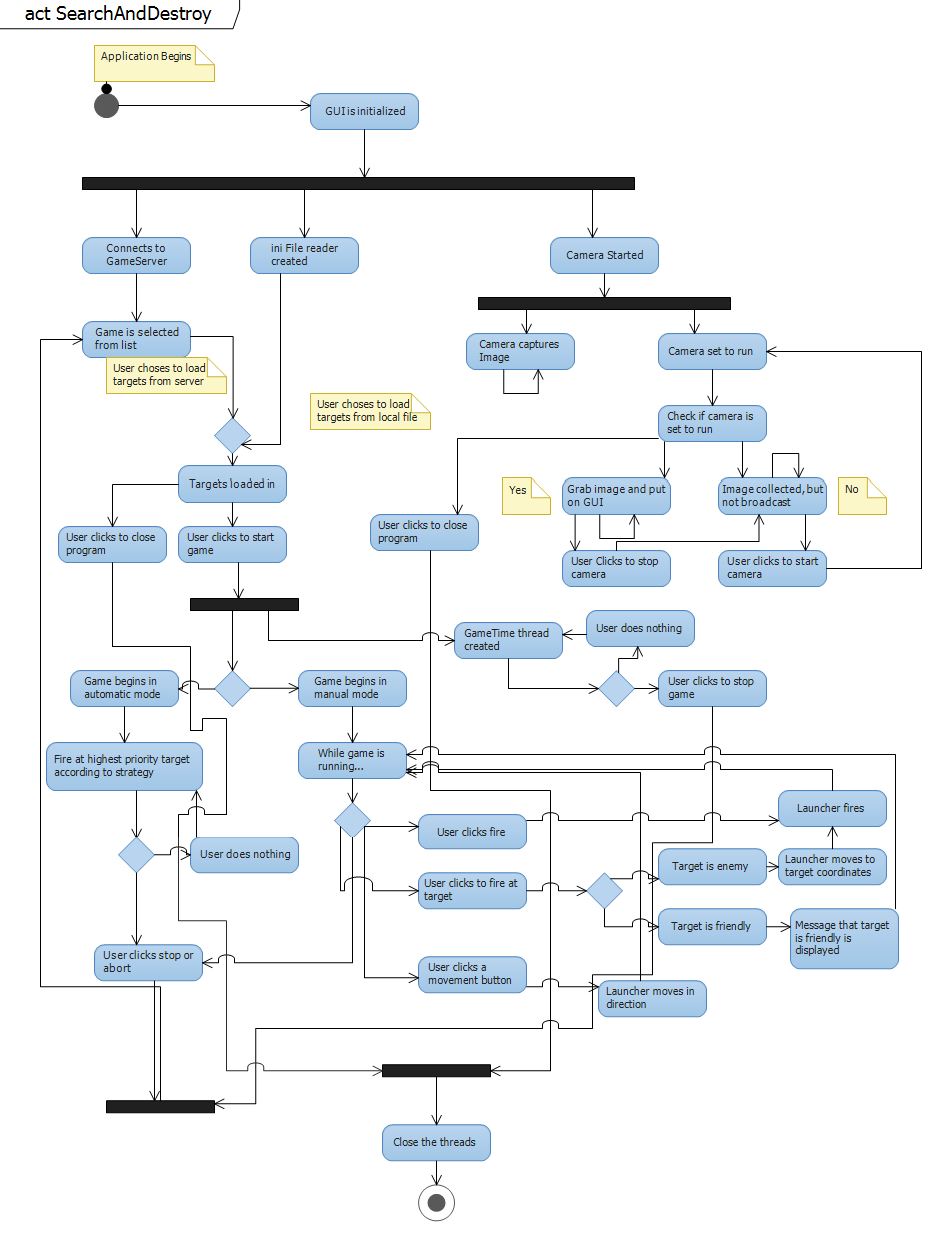 act SearchAndDestroy
Application Begins
GUI is initialized
Connects to
GameServer
ini File reader
created
Camera Started
Game is selected
from list
User choses to load
targets from server
User choses to load
targets from local file
Camera captures
Image
Camera set to run
Check if camera is
set to run
Targets loaded in
Yes
Grab image and put
on GUI
Image collected, but
not broadcast
No
User clicks to close
program
User clicks to start
game
User clicks to close
program
User Clicks to stop
camera
User clicks to start
camera
GameTime thread
created
User does nothing
Game begins in
automatic mode
Game begins in
manual mode
User clicks to stop
game
Fire at highest priority target
according to strategy
While game is
running...
User clicks fire
Launcher fires
User does nothing
User clicks to fire at
target
Target is enemy
Launcher moves to
target coordinates
Target is friendly
Message that target
is friendly is
displayed
User clicks stop or
abort
User clicks a
movement button
Launcher moves in
direction
Close the threads